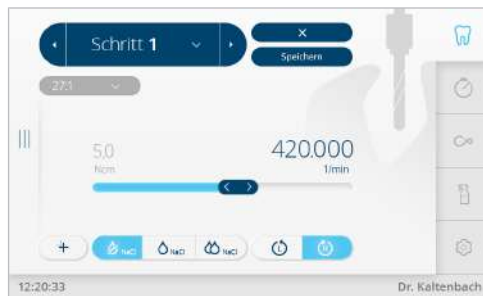 ×
Schritt 1
Speichern
27:1
5,0
Ncm
420.000
1/min
+
NaCl
NaCl
NaCl
L
R
12:20:33
Dr. Kaltenbach